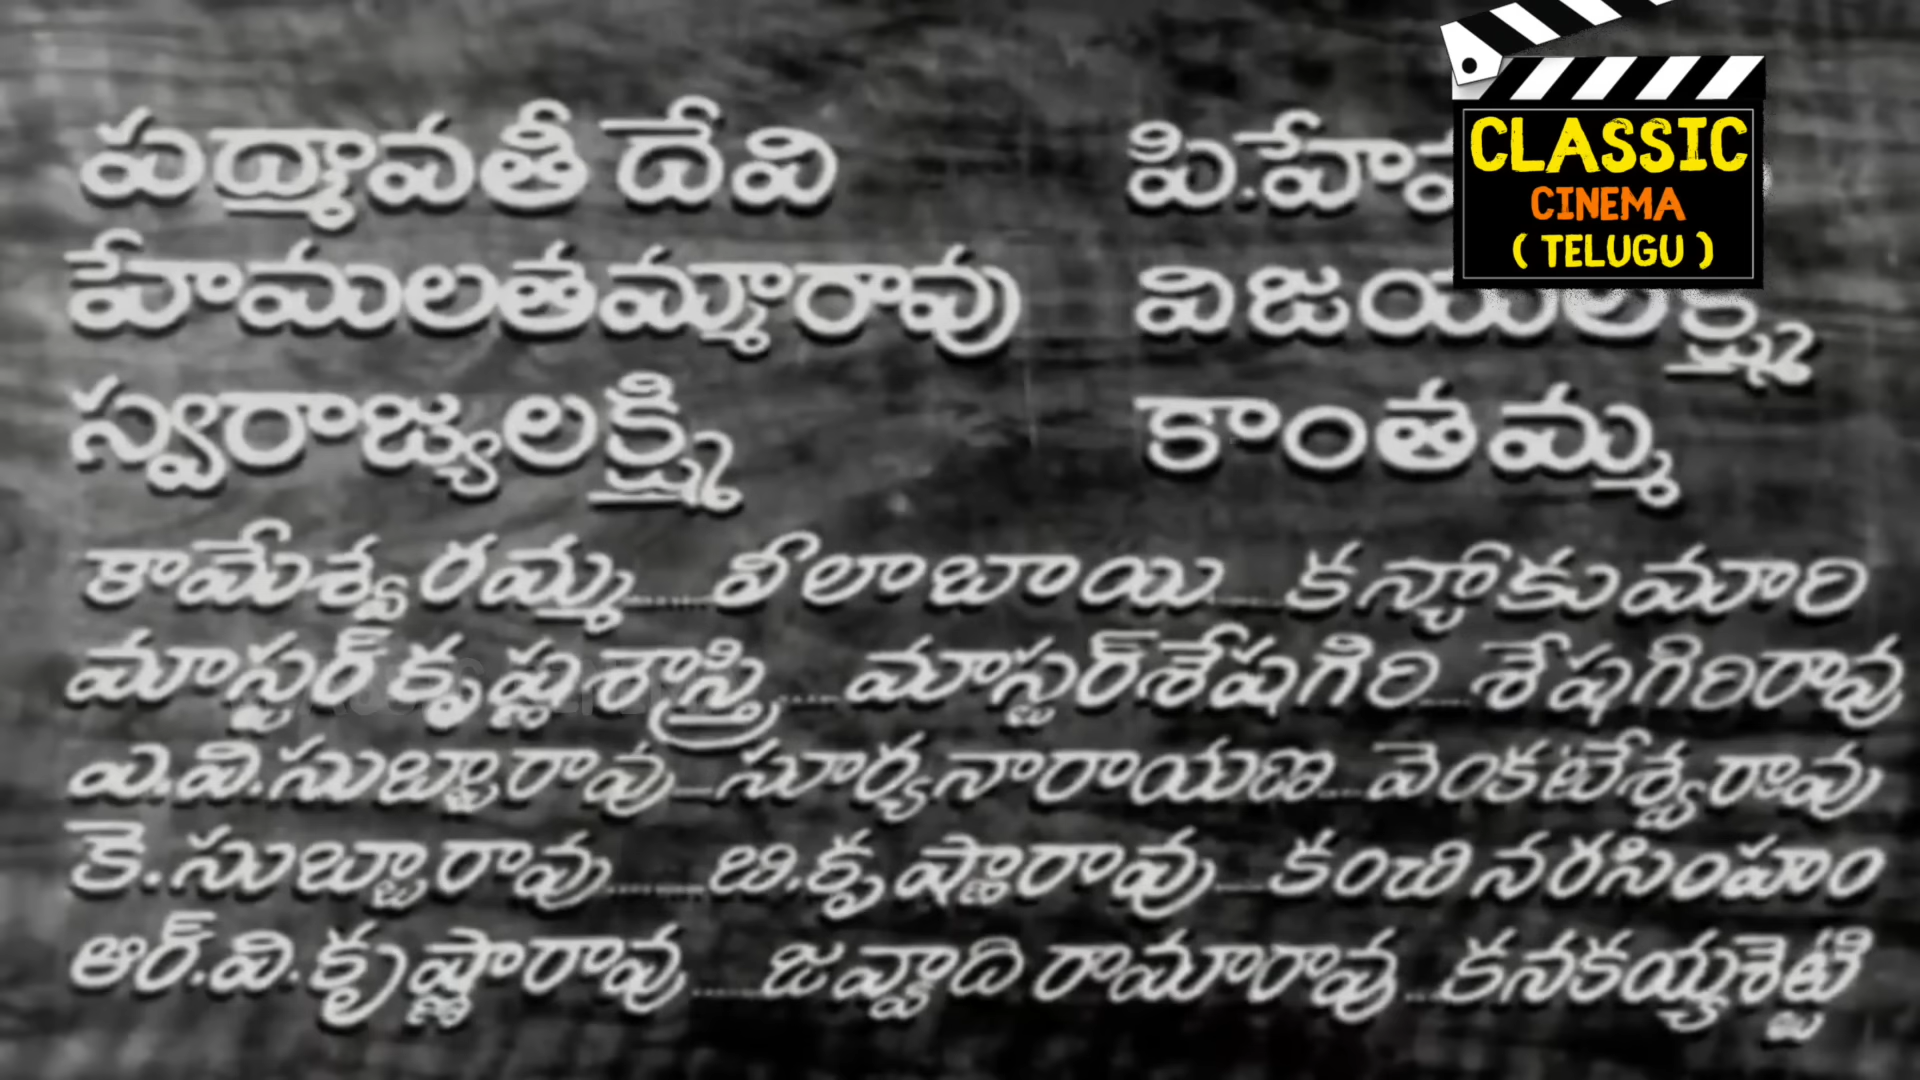 పద్మావతీ దేవి
CLASSIC
CINEMA
( TELUGU )
హేమలతమ్మారావు విజయలక్ష్మి
స్వరాజ్యలక్ష్మి కాంతమ్మ
కామేశ్వరమ్మ.....లీలాబాయి.....కన్యాకుమారి
మాస్టర్ కృష్ణశాస్త్రి.....మాస్టర్ శేషగిరి....శేషగిరిరావు
ఎ.వి.సుబ్బారావు....సూర్యనారాయణ....వెంకటేశ్వరావు
కె.సుబ్బారావు.......బి.కృష్ణారావు....కంచి నరసింహం
ఆర్.వి.కృష్ణారావు.....జవ్వాది రామారావు...కనకయ్యశెట్టి